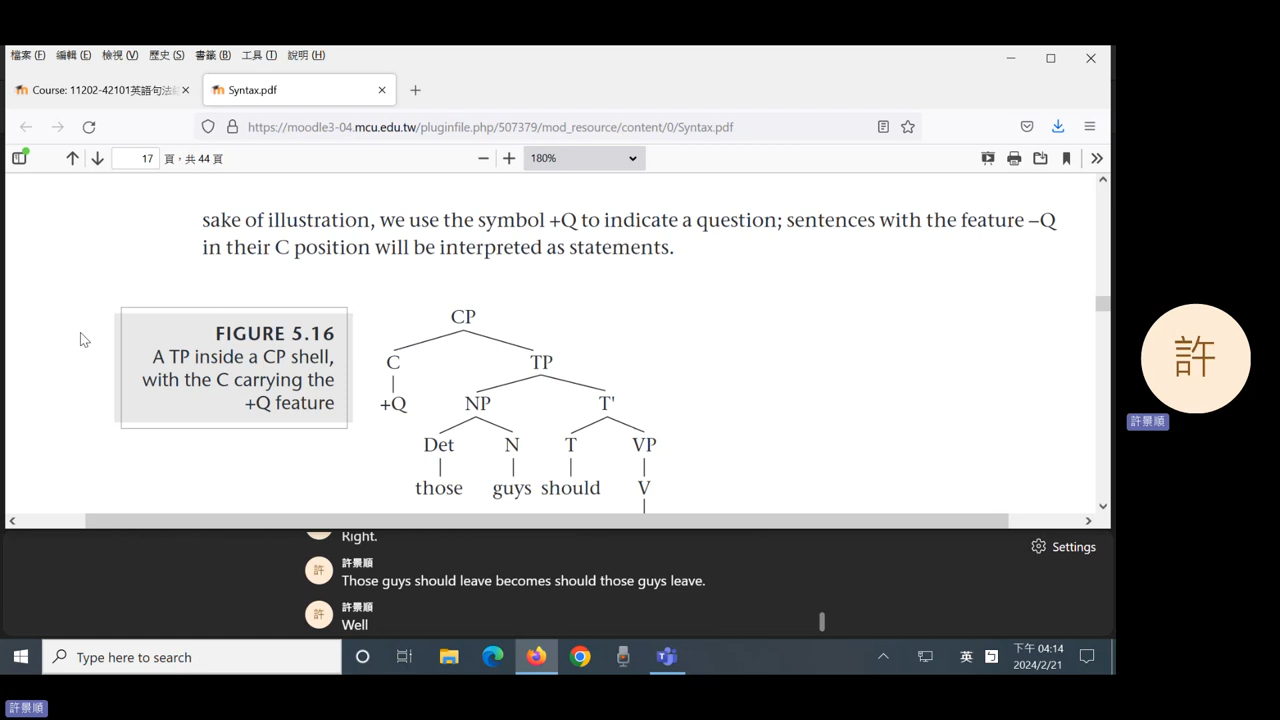 檔案 (F) 編輯 (E) 檢視 (V) 歷史 (S) 書籤 (B) 工具 (T) 說明 (H)
Course: 11202-42101英語句法結
Syntax.pdf
https://moodle3-04.mcu.edu.tw/pluginfile.php/507379/mod_resource/content/0/Syntax.pdf
17 頁，共 44 頁
180%
sake of illustration, we use the symbol +Q to indicate a question; sentences with the feature –Q
in their C position will be interpreted as statements.
FIGURE 5.16
A TP inside a CP shell,
with the C carrying the
+Q feature
CP
C TP
+Q NP T'
Det N T VP
those guys should V
許
許景順
Right.
Settings
許 許景順
Those guys should leave becomes should those guys leave.
許 許景順
Well
Type here to search
英
下午 04:14
2024/2/21
許景順